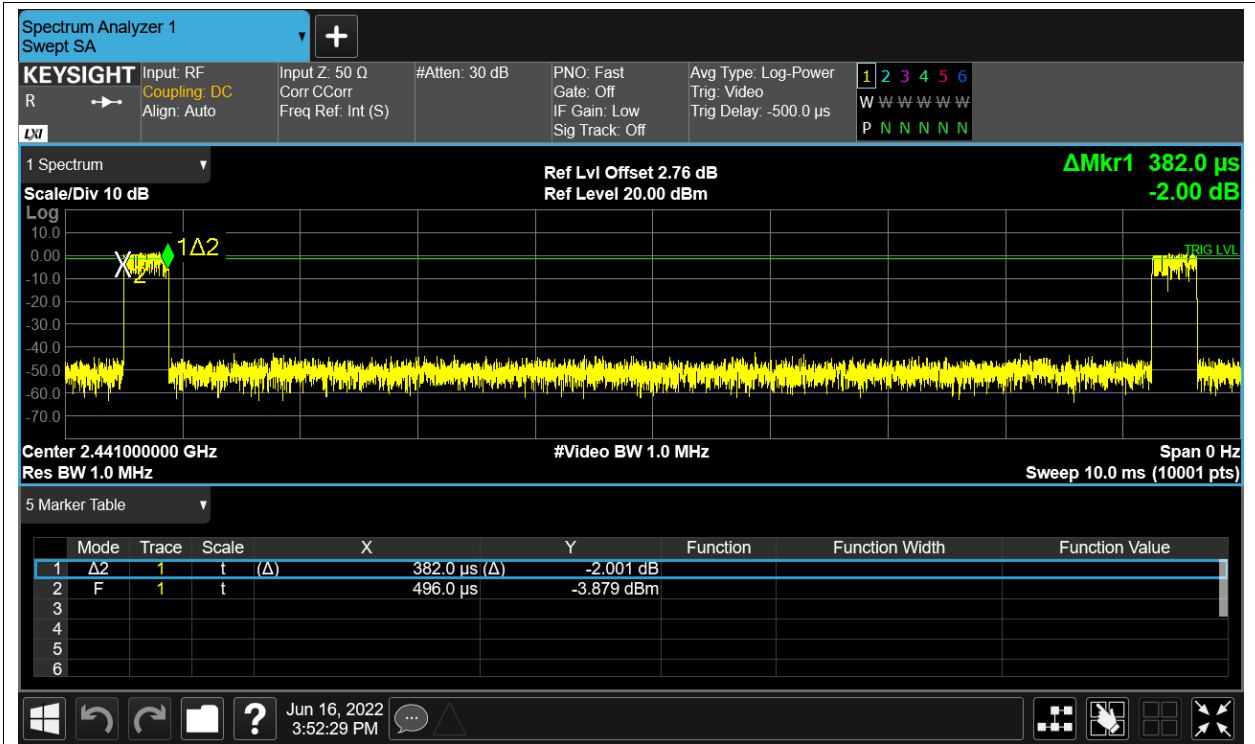 Spectrum Analyzer 1
Swept SA
KEYSIGHT
R
LXI
Input: RF
Coupling: DC
Align: Auto
Input Z: 50 Ω
Corr CCorr
Freq Ref: Int (S)
#Atten: 30 dB
PNO: Fast
Gate: Off
IF Gain: Low
Sig Track: Off
Avg Type: Log-Power
Trig: Video
Trig Delay: -500.0 µs
1 2 3 4 5 6
W W W W W W
P N N N N N
1 Spectrum
Scale/Div 10 dB
Ref Lvl Offset 2.76 dB
Ref Level 20.00 dBm
ΔMkr1 382.0 µs
-2.00 dB
Log
10.0
0.00
-10.0
-20.0
-30.0
-40.0
-50.0
-60.0
-70.0
X
2
1Δ2
TRIG LVL
Center 2.441000000 GHz
#Video BW 1.0 MHz
Span 0 Hz
Res BW 1.0 MHz
Sweep 10.0 ms (10001 pts)
5 Marker Table
Mode Trace Scale X Y Function Function Width Function Value
1 Δ2 1 t (Δ) 382.0 µs (Δ) -2.001 dB
2 F 1 t 496.0 µs -3.879 dBm
3
4
5
6
?
Jun 16, 2022
3:52:29 PM